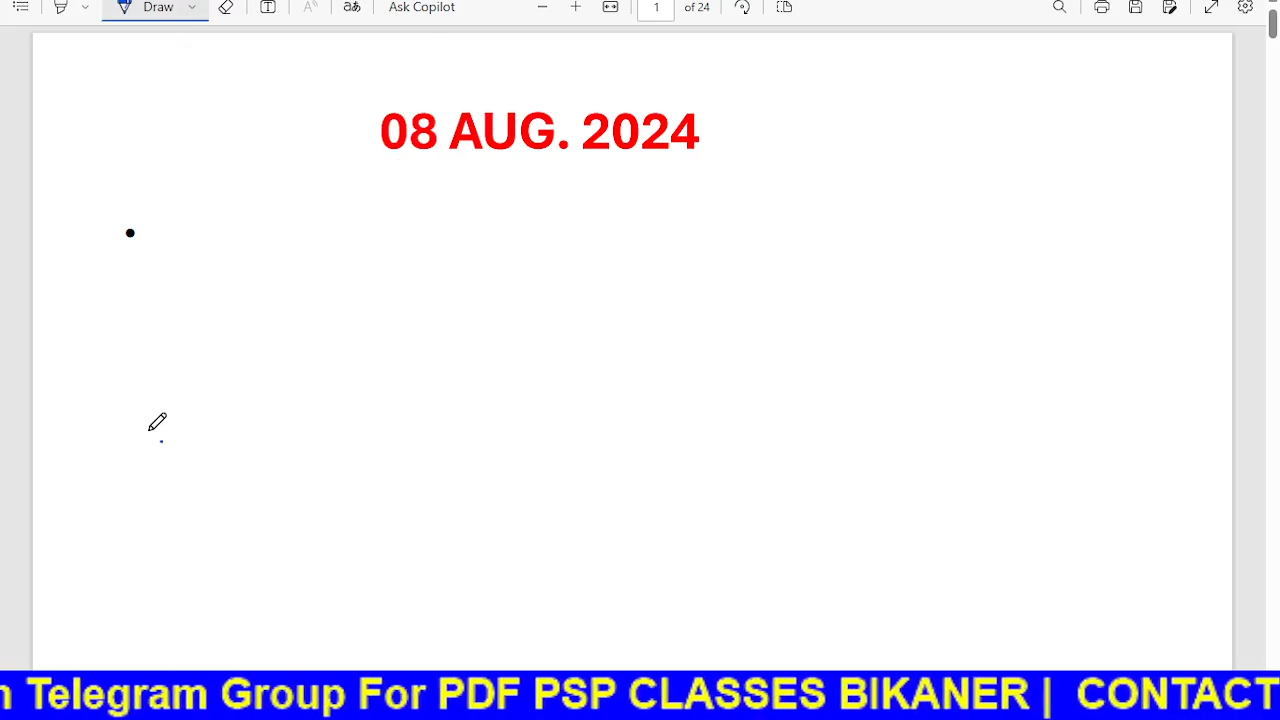 Draw Ask Copilot 1 of 24
08 AUG. 2024
Telegram Group For PDF PSP CLASSES BIKANER | CONTACT